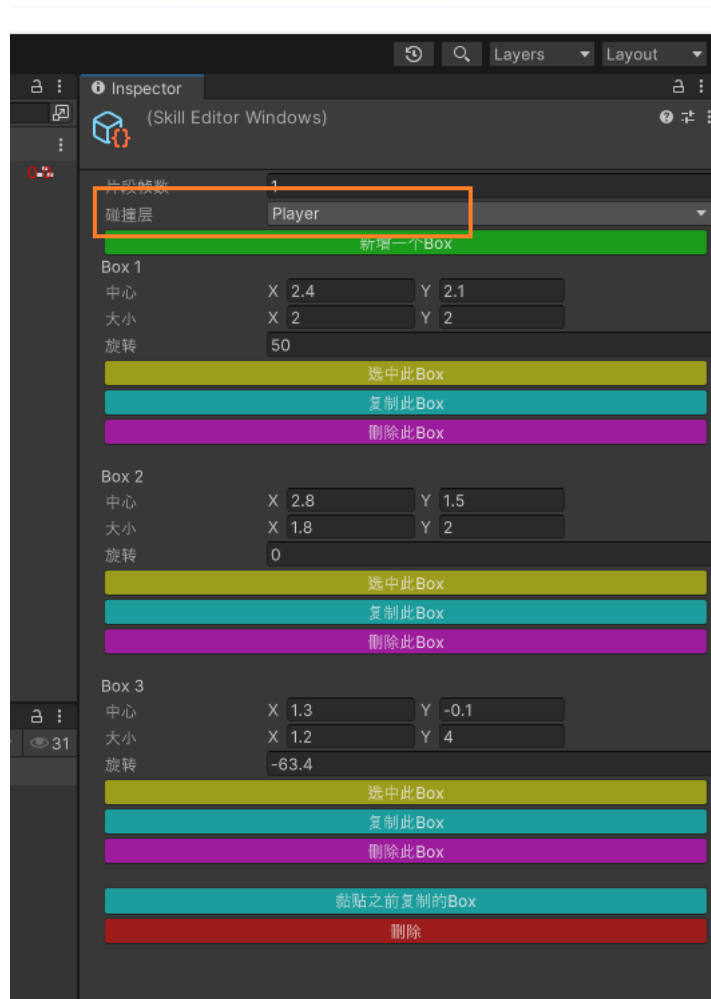 Layers Layout
Inspector
(Skill Editor Windows)
片段帧数 1
碰撞层 Player
新增一个Box
Box 1
中心 X 2.4 Y 2.1
大小 X 2 Y 2
旋转 50
选中此Box
复制此Box
删除此Box
Box 2
中心 X 2.8 Y 1.5
大小 X 1.8 Y 2
旋转 0
选中此Box
复制此Box
删除此Box
Box 3
中心 X 1.3 Y -0.1
31
大小 X 1.2 Y 4
旋转 -63.4
选中此Box
复制此Box
删除此Box
黏贴之前复制的Box
删除